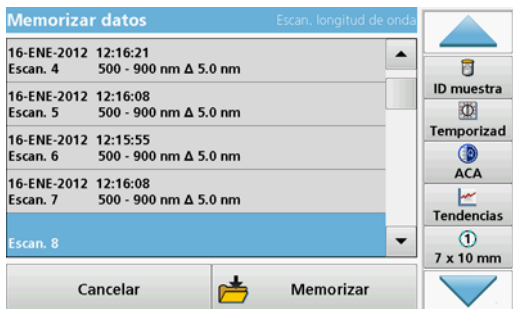 Memorizar datos
Escan. longitud de onda
16-ENE-2012 12:16:21
Escan. 4 500 - 900 nm Δ 5.0 nm
16-ENE-2012 12:16:08
Escan. 5 500 - 900 nm Δ 5.0 nm
16-ENE-2012 12:15:55
Escan. 6 500 - 900 nm Δ 5.0 nm
16-ENE-2012 12:16:08
Escan. 7 500 - 900 nm Δ 5.0 nm
Escan. 8
Cancelar
Memorizar
ID muestra
Temporizad
ACA
Tendencias
1
7 x 10 mm